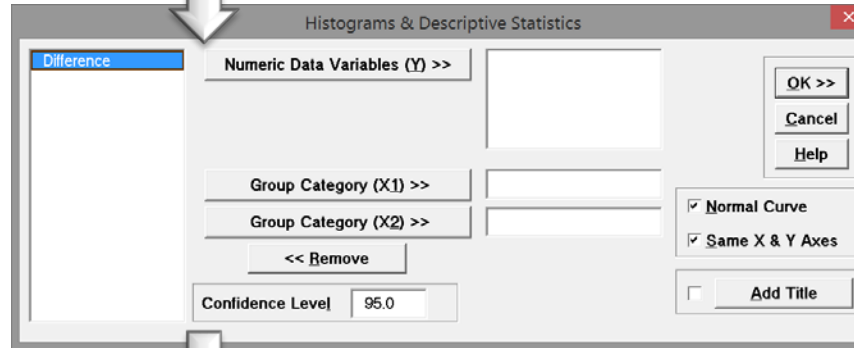 Histograms & Descriptive Statistics
Difference
Numeric Data Variables (Y) >>
Group Category (X1) >>
Group Category (X2) >>
<< Remove
Confidence Level
95.0
OK >>
Cancel
Help
Normal Curve
Same X & Y Axes
Add Title